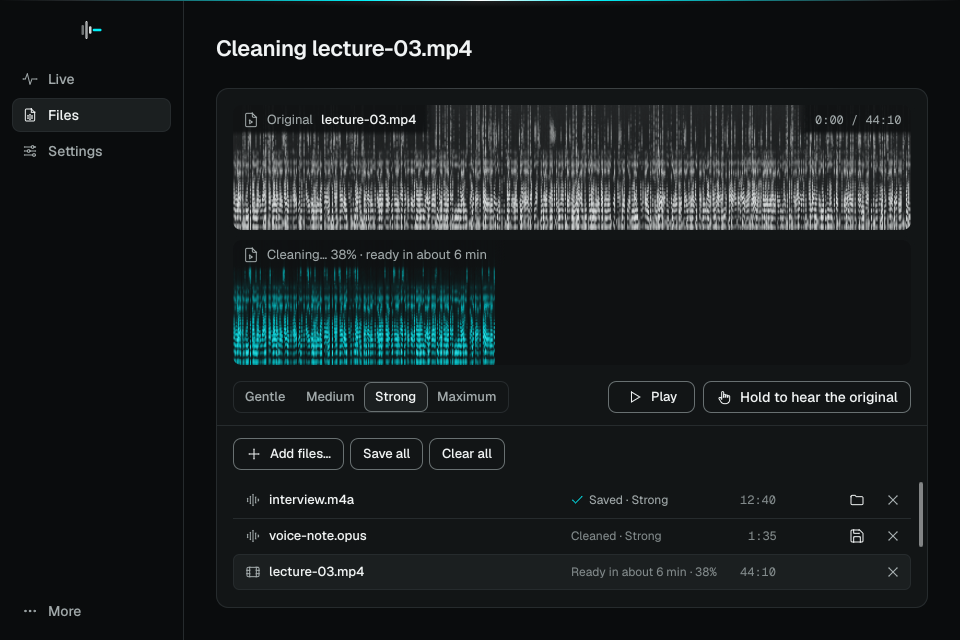 Cleaning lecture-03.mp4
Live
Files
Settings
More
Original lecture-03.mp4 0:00 / 44:10
Cleaning… 38% · ready in about 6 min
Gentle Medium Strong Maximum Play Hold to hear the original
Add files… Save all Clear all
interview.m4a Saved · Strong 12:40
voice-note.opus Cleaned · Strong 1:35
lecture-03.mp4 Ready in about 6 min · 38% 44:10